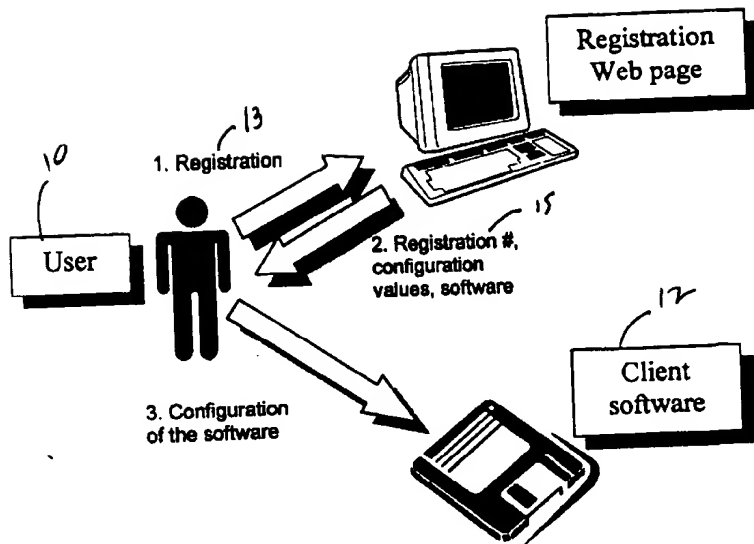 Registration
Web page
13
1. Registration
10
User
15
2. Registration #,
configuration
values, software
12
Client
software
3. Configuration
of the software